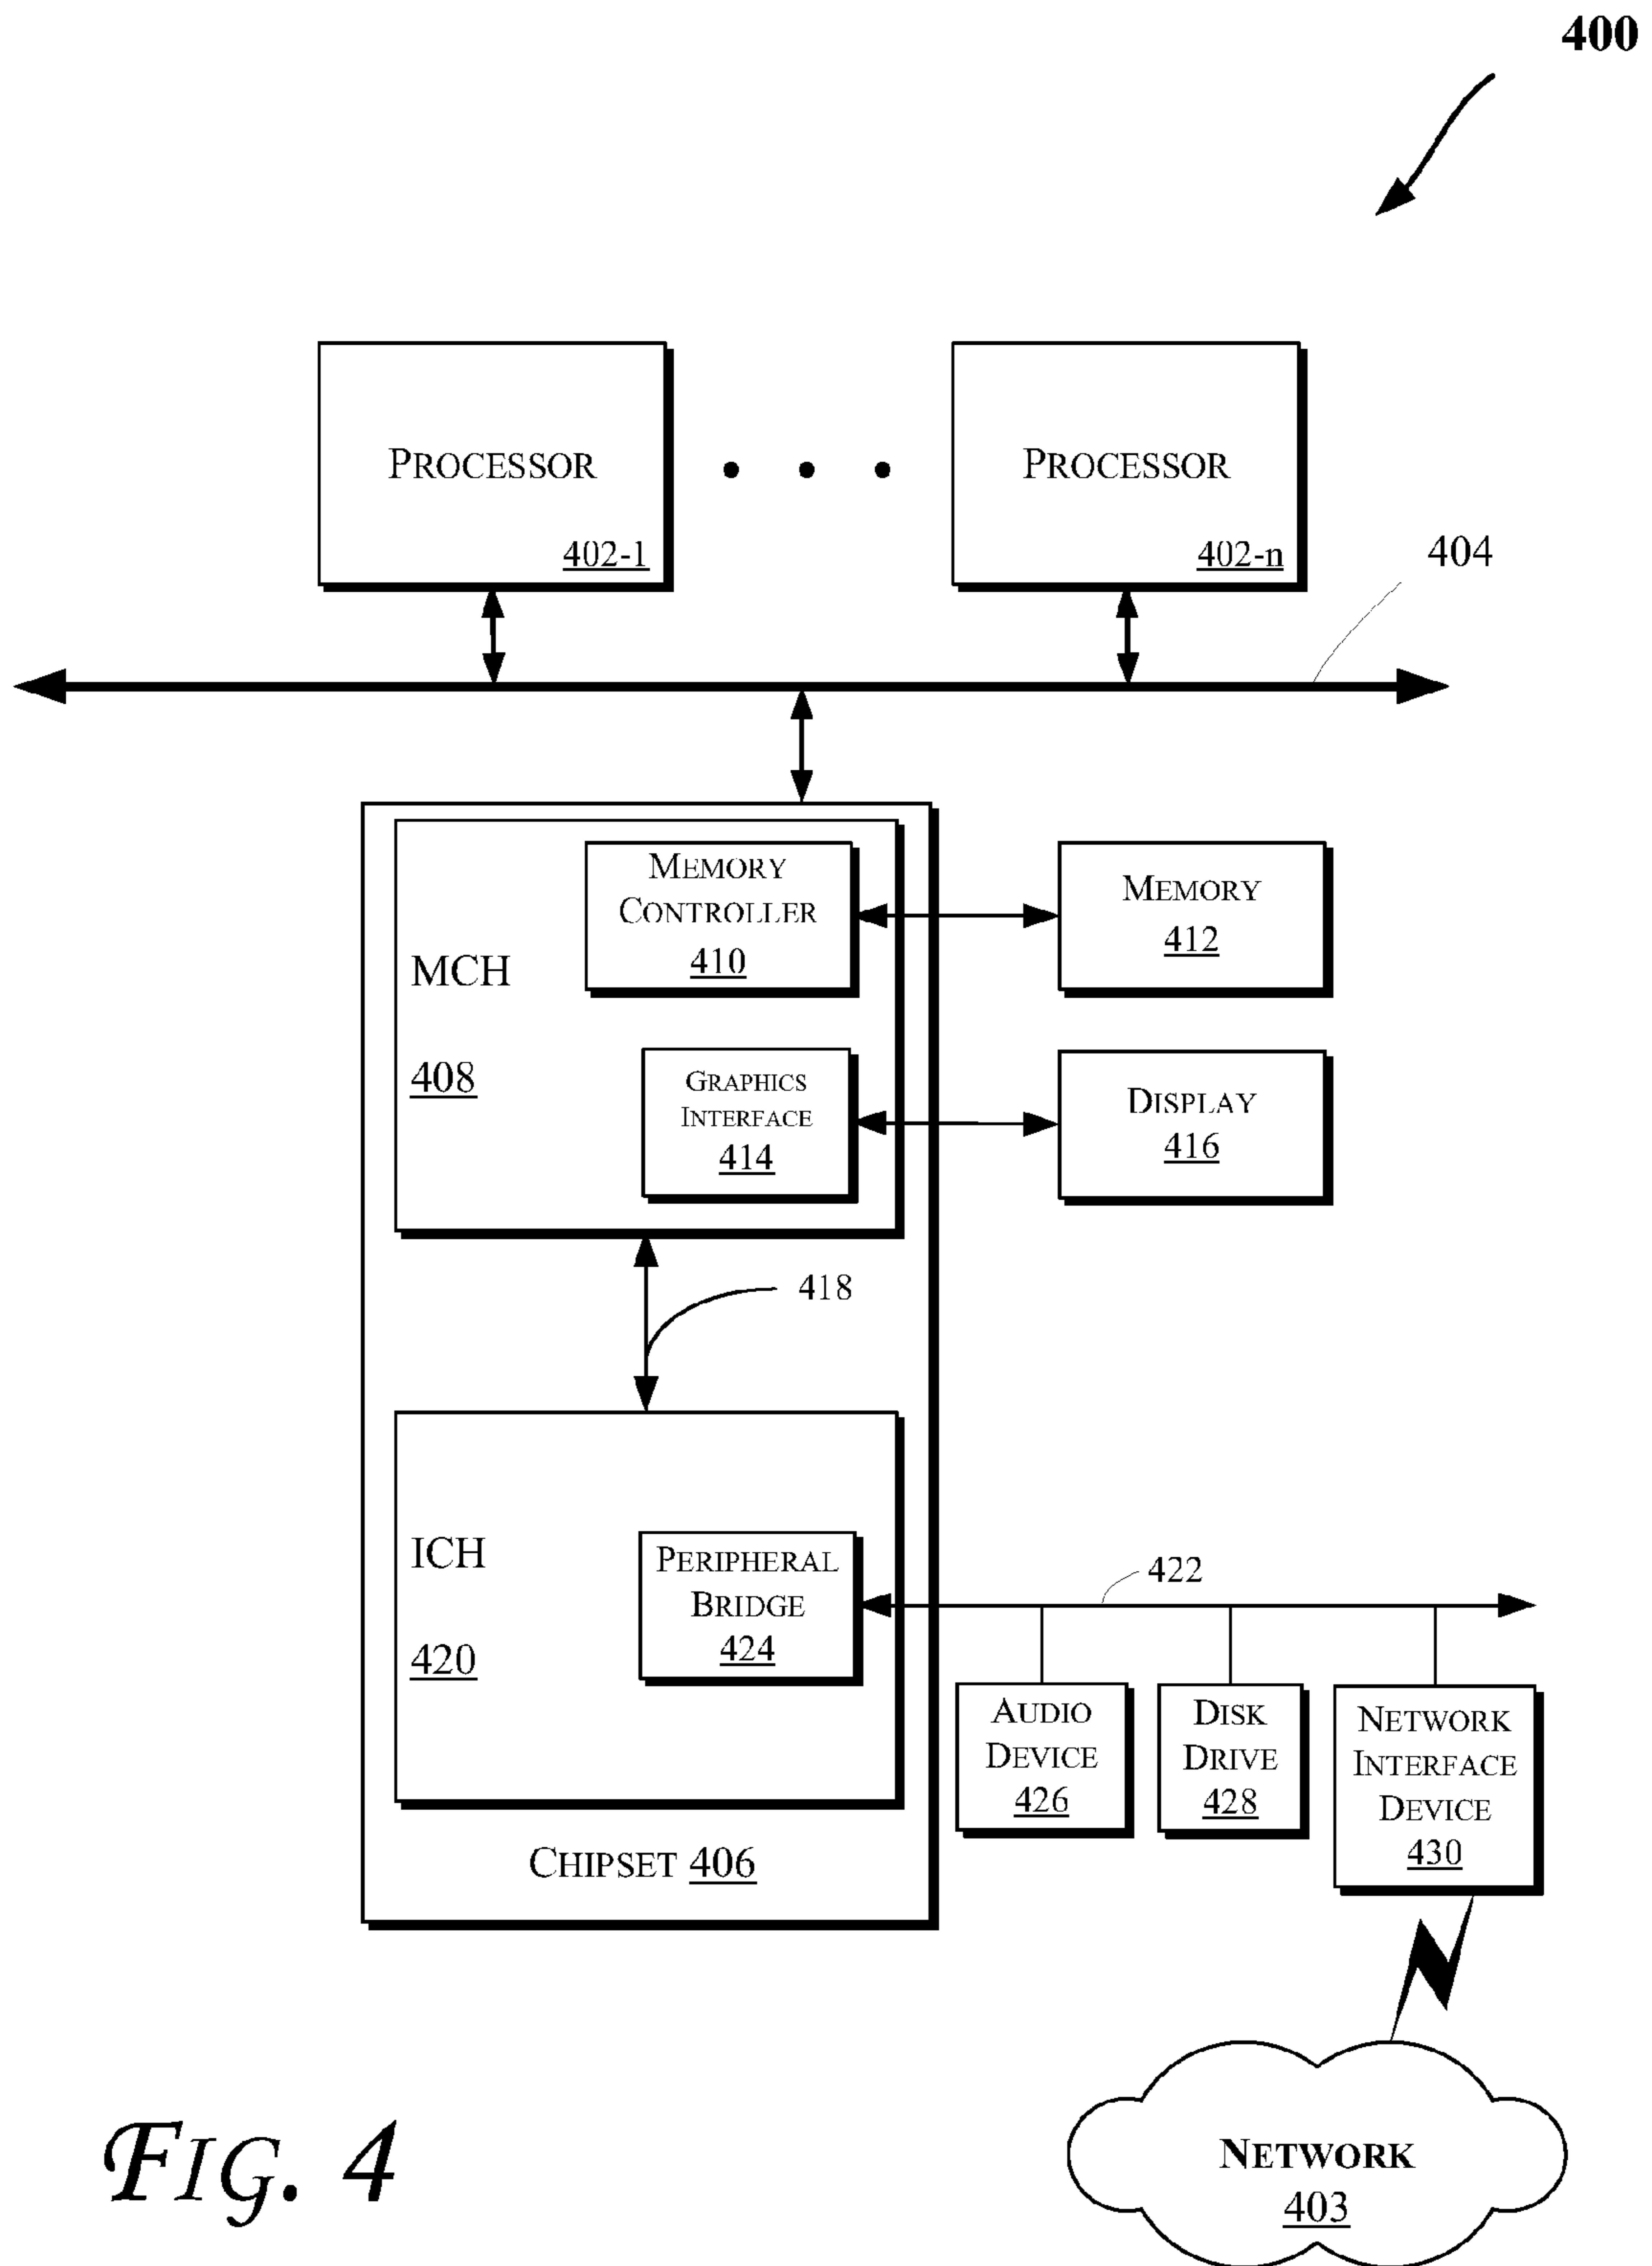 400
PROCESSOR
402-1
PROCESSOR
402-n
404
MEMORY
CONTROLLER
410
MEMORY
412
MCH
408
GRAPHICS
INTERFACE
414
DISPLAY
416
418
ICH
420
PERIPHERAL
BRIDGE
424
422
AUDIO
DEVICE
426
DISK
DRIVE
428
NETWORK
INTERFACE
DEVICE
430
CHIPSET 406
NETWORK
403
FIG. 4